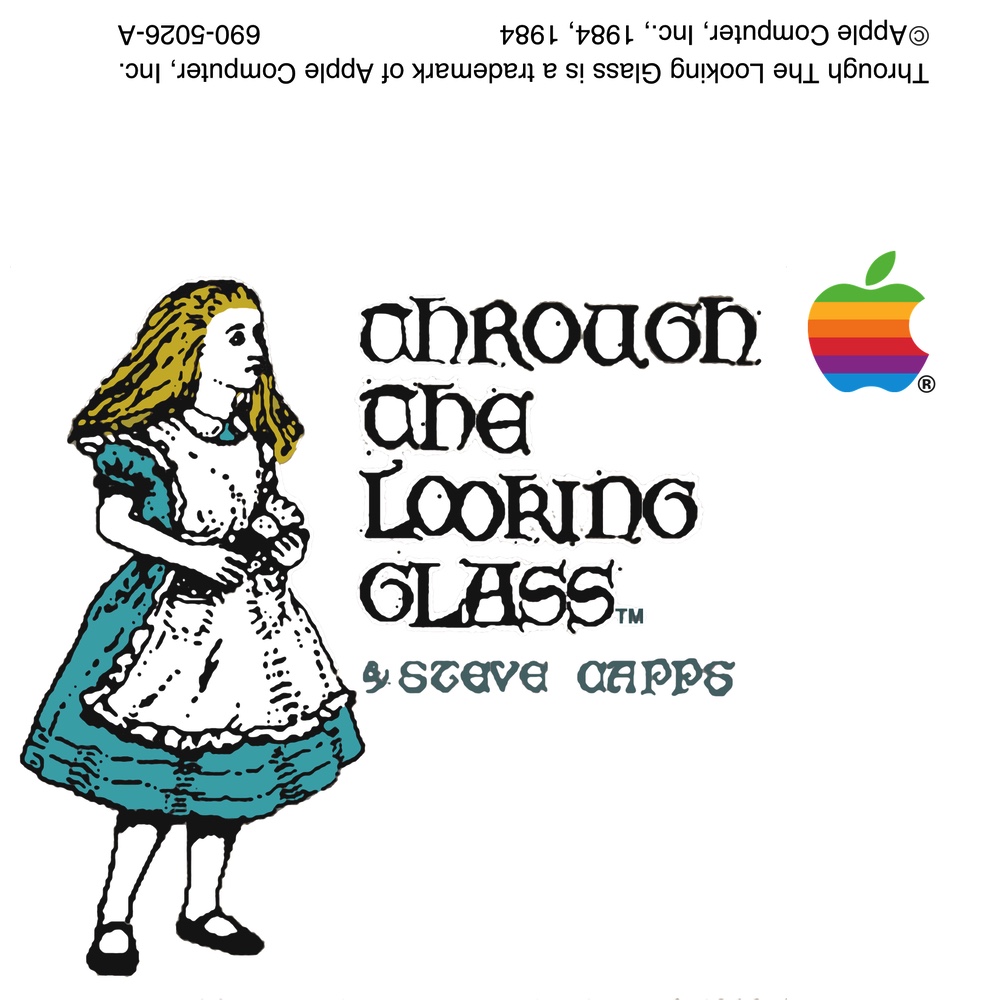 Through The Looking Glass is a trademark of Apple Computer, Inc.
©Apple Computer, Inc., 1984, 1984 690-5026-A
THROUGH
THE
LOOKING
GLASS™
& STEVE CAPPS
®